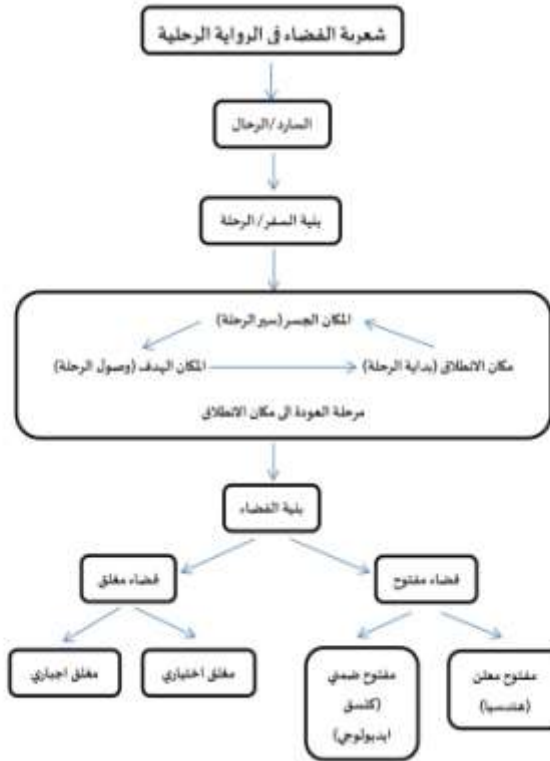 شعرية الفضاء في الرواية الرحلية
السارد/الرحال
بنية السفر/الرحلة
المكان الجسر (سير الرحلة)
مكان الانطلاق (بداية الرحلة)
المكان الهدف (وصول الرحلة)
مرحلة العودة الى مكان الانطلاق
بنية الفضاء
فضاء مفتوح
فضاء مغلق
مفتوح معلن
(هندسيا)
مفتوح ضمني
(كنسق
ايديولوجي)
مغلق اختياري
مغلق اجباري